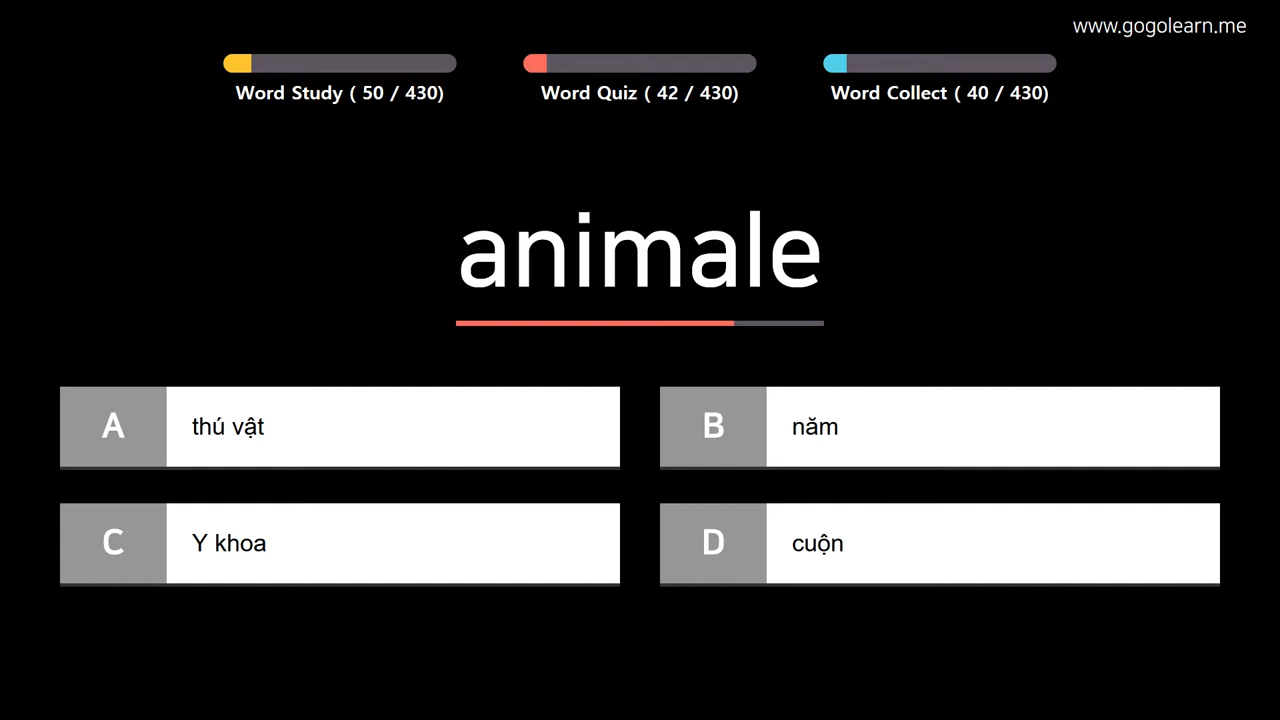 www.gogolearn.me
Word Study ( 50 / 430)
Word Quiz ( 42 / 430)
Word Collect ( 40 / 430)
animale
A thú vật
B năm
C Y khoa
D cuộn